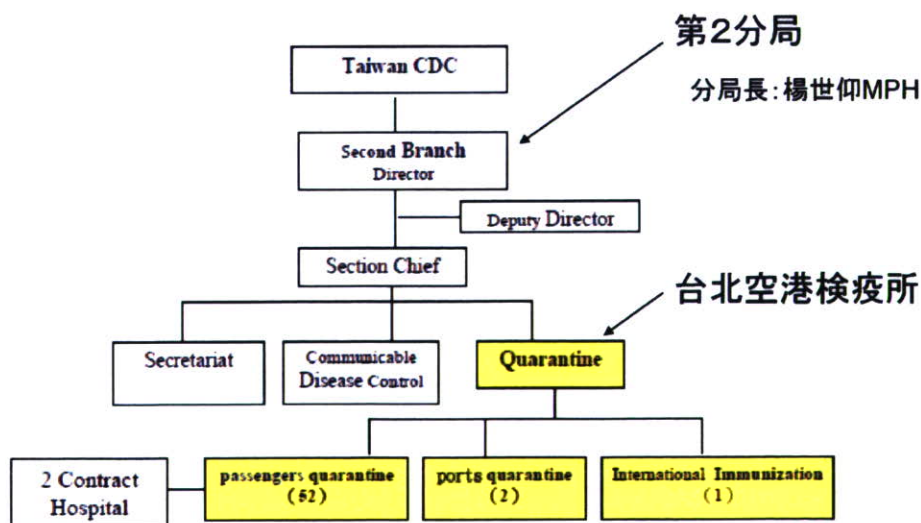 第2分局
分局長:楊世仰MPH
Taiwan CDC
Second Branch
Director
Deputy Director
Section Chief
台北空港検疫所
Secretariat
Communicable
Disease Control
Quarantine
2 Contract
Hospital
passengers quarantine
(52)
ports quarantine
(2)
International Immunization
(1)